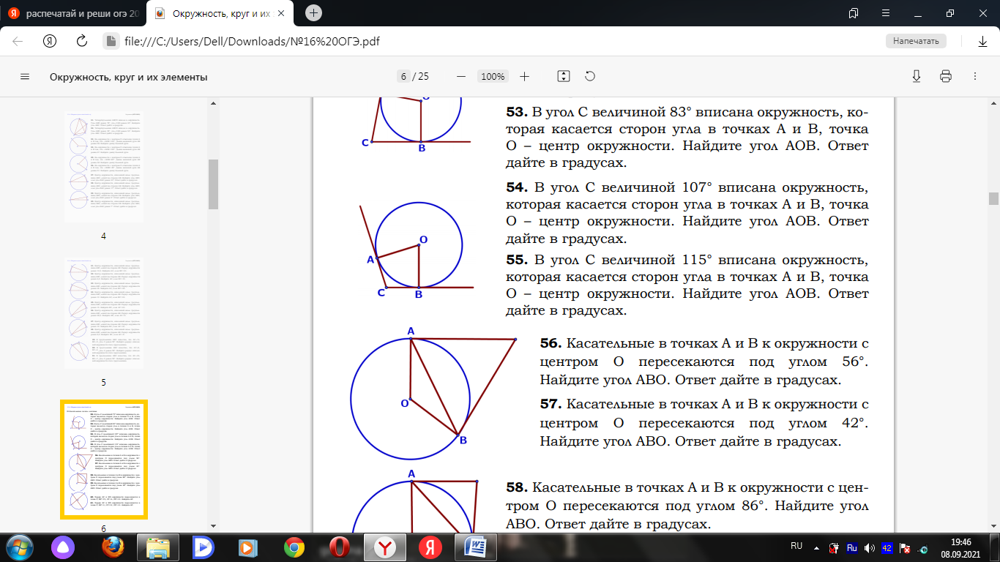 распечатай и реши огэ 20
Окружность, круг и их э
file:///C:/Users/Dell/Downloads/№16%20ОГЭ.pdf
Напечатать
Окружность, круг и их элементы
6 / 25
100%
4
5
6
O
C
B
53. В угол C величиной 83° вписана окружность, ко-
торая касается сторон угла в точках A и B, точка
O – центр окружности. Найдите угол AOB. Ответ
дайте в градусах.
54. В угол C величиной 107° вписана окружность,
которая касается сторон угла в точках A и B, точка
O – центр окружности. Найдите угол AOB. Ответ
дайте в градусах.
O
A
C
B
55. В угол C величиной 115° вписана окружность,
которая касается сторон угла в точках A и B, точка
O – центр окружности. Найдите угол AOB. Ответ
дайте в градусах.
A
O
B
56. Касательные в точках A и B к окружности с
центром O пересекаются под углом 56°.
Найдите угол ABO. Ответ дайте в градусах.
57. Касательные в точках A и B к окружности с
центром O пересекаются под углом 42°.
Найдите угол ABO. Ответ дайте в градусах.
A
58. Касательные в точках A и B к окружности с цен-
тром O пересекаются под углом 86°. Найдите угол
ABO. Ответ дайте в градусах.
RU
Ru
42
19:46
08.09.2021